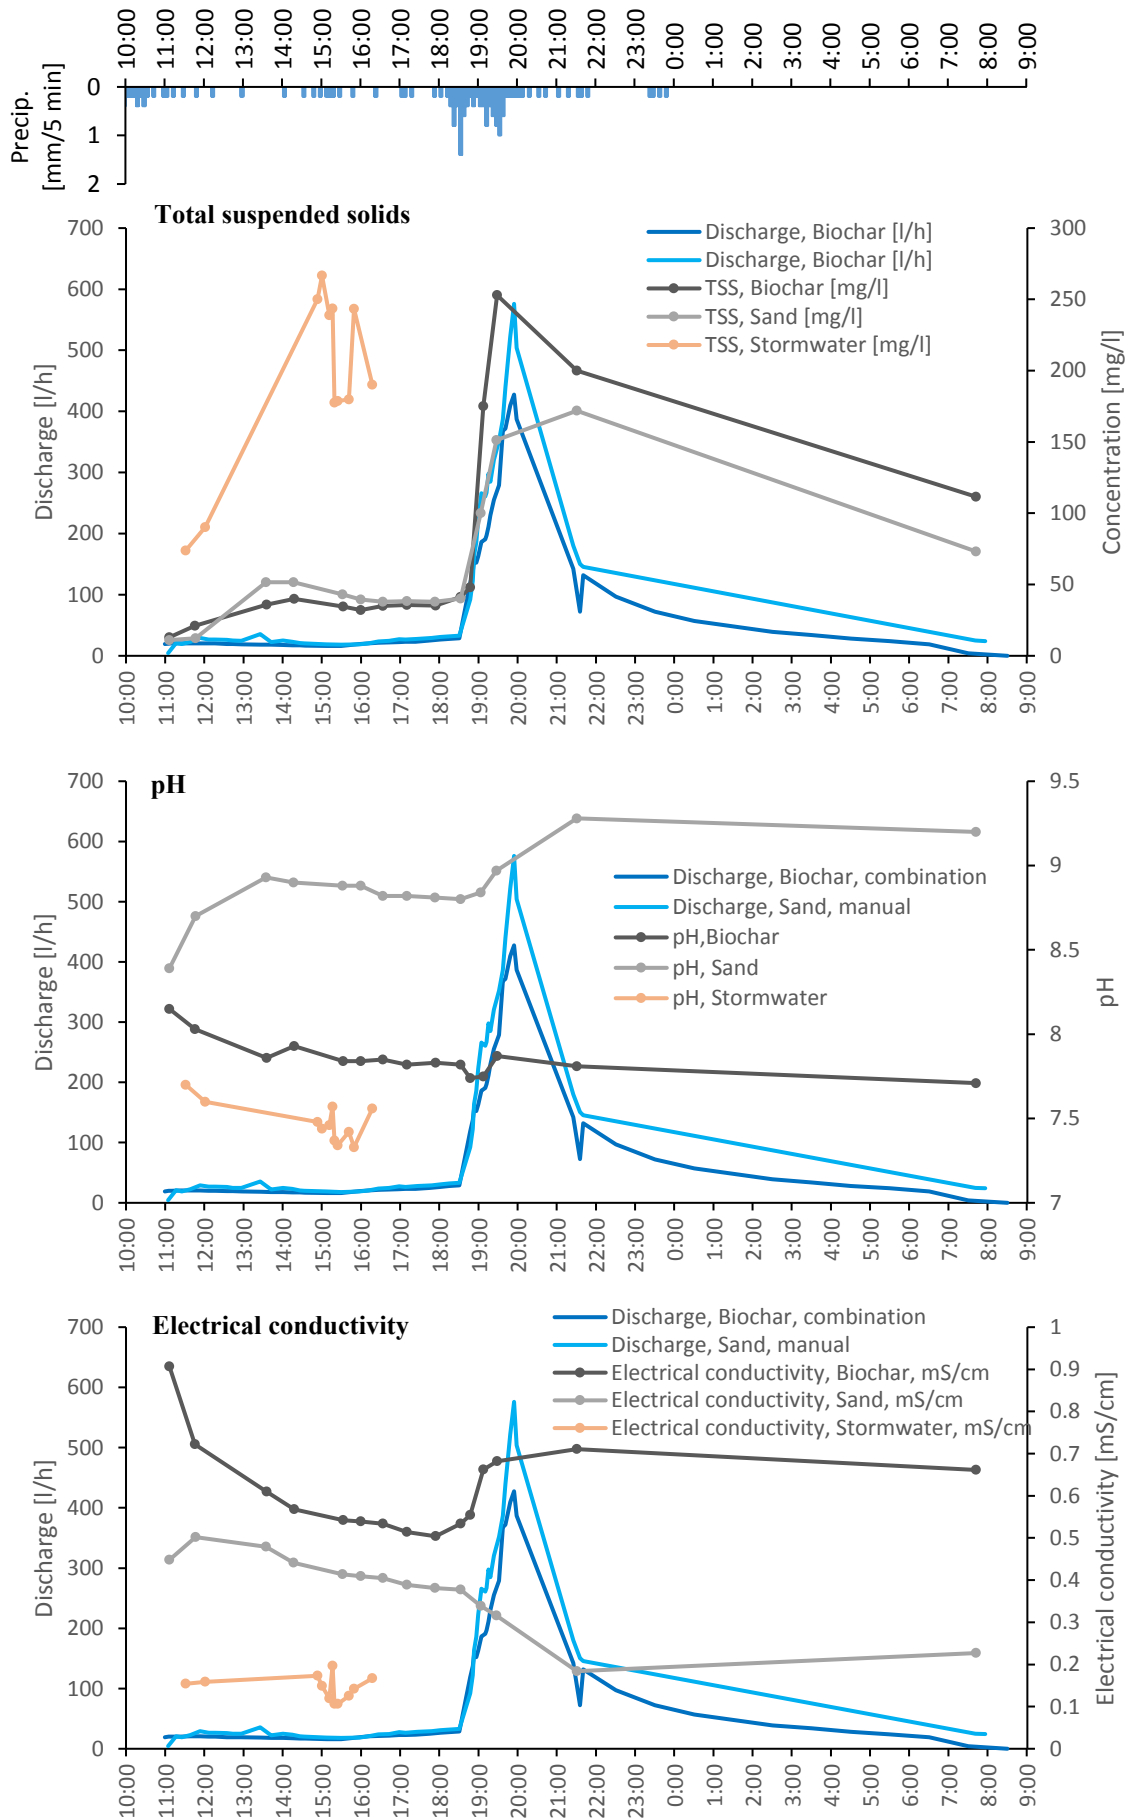 10:00 11:00 12:00 13:00 14:00 15:00 16:00 17:00 18:00 19:00 20:00 21:00 22:00 23:00 0:00 1:00 2:00 3:00 4:00 5:00 6:00 7:00 8:00 9:00
Precip.
[mm/5 min]
0
1
2
Total suspended solids
Discharge, Biochar [l/h]
Discharge, Biochar [l/h]
TSS, Biochar [mg/l]
TSS, Sand [mg/l]
TSS, Stormwater [mg/l]
Discharge [l/h]
700
600
500
400
300
200
100
0
300
250
200
150
100
50
0
Concentration [mg/l]
10:00 11:00 12:00 13:00 14:00 15:00 16:00 17:00 18:00 19:00 20:00 21:00 22:00 23:00 0:00 1:00 2:00 3:00 4:00 5:00 6:00 7:00 8:00 9:00
pH
Discharge, Biochar, combination
Discharge, Sand, manual
pH,Biochar
pH, Sand
pH, Stormwater
Discharge [l/h]
700
600
500
400
300
200
100
0
9.5
9
8.5
8
7.5
7
pH
10:00 11:00 12:00 13:00 14:00 15:00 16:00 17:00 18:00 19:00 20:00 21:00 22:00 23:00 0:00 1:00 2:00 3:00 4:00 5:00 6:00 7:00 8:00 9:00
Electrical conductivity
Discharge, Biochar, combination
Discharge, Sand, manual
Electrical conductivity, Biochar, mS/cm
Electrical conductivity, Sand, mS/cm
Electrical conductivity, Stormwater, mS/cm
Discharge [l/h]
700
600
500
400
300
200
100
0
1
0.9
0.8
0.7
0.6
0.5
0.4
0.3
0.2
0.1
0
Electrical conductivity [mS/cm]
10:00 11:00 12:00 13:00 14:00 15:00 16:00 17:00 18:00 19:00 20:00 21:00 22:00 23:00 0:00 1:00 2:00 3:00 4:00 5:00 6:00 7:00 8:00 9:00